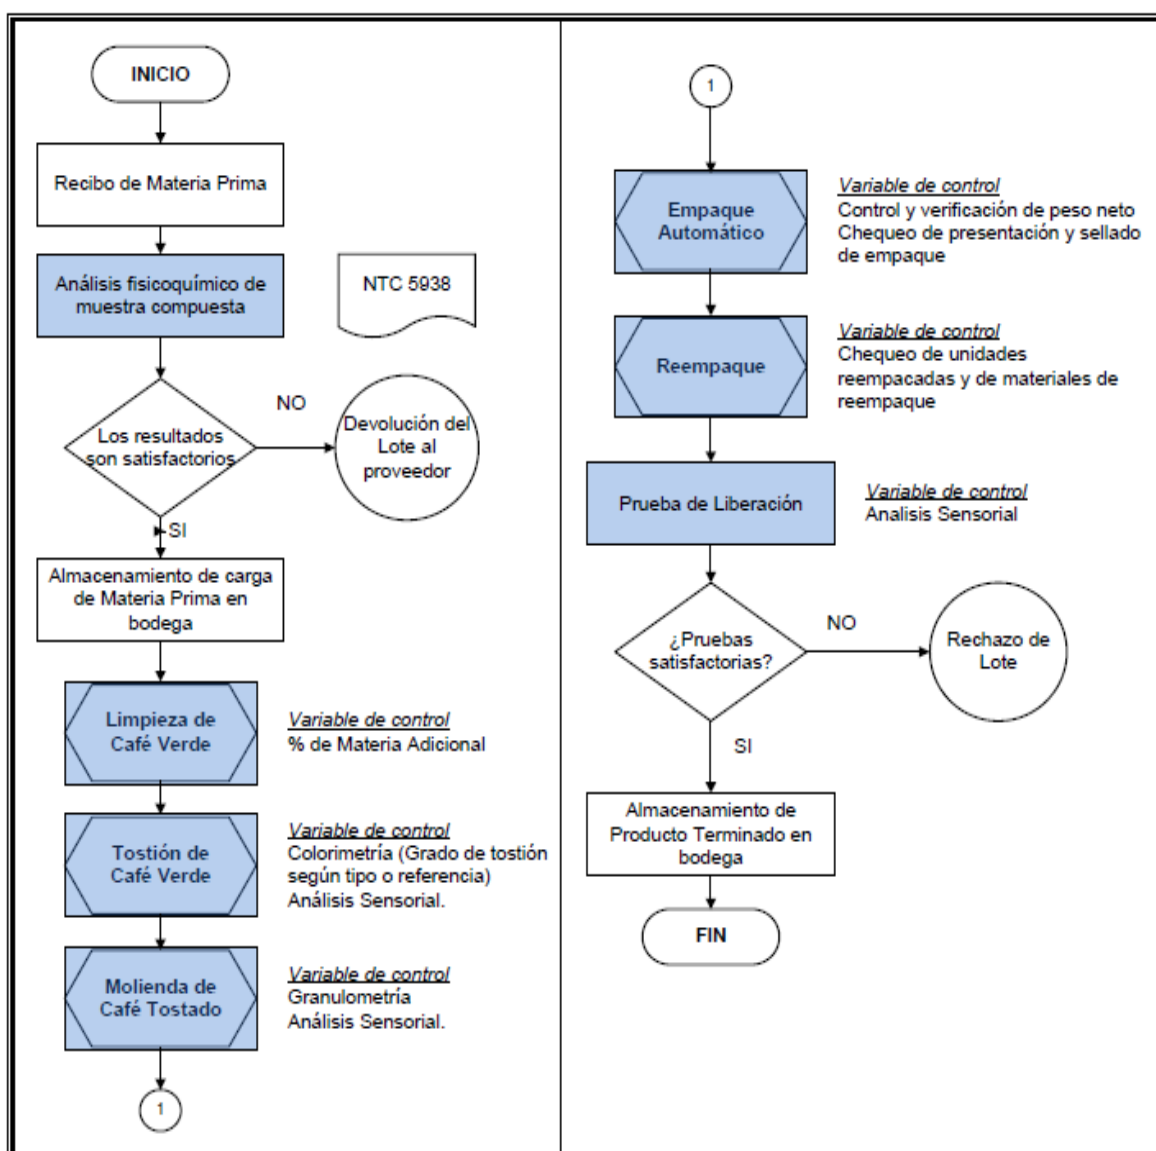 INICIO
Recibo de Materia Prima
Análisis fisicoquímico de
muestra compuesta
NTC 5938
Los resultados
son satisfactorios
NO
Devolución del
Lote al
proveedor
SI
Almacenamiento de carga
de Materia Prima en
bodega
Limpieza de
Café Verde
Variable de control
% de Materia Adicional
Tostión de
Café Verde
Variable de control
Colorimetría (Grado de tostión
según tipo o referencia)
Análisis Sensorial.
Molienda de
Café Tostado
Variable de control
Granulometría
Análisis Sensorial.
1
1
Empaque
Automático
Variable de control
Control y verificación de peso neto
Chequeo de presentación y sellado
de empaque
Reempaque
Variable de control
Chequeo de unidades
reempacadas y de materiales de
reempaque
Prueba de Liberación
Variable de control
Analisis Sensorial
¿Pruebas
satisfactorias?
NO
Rechazo de
Lote
SI
Almacenamiento de
Producto Terminado en
bodega
FIN